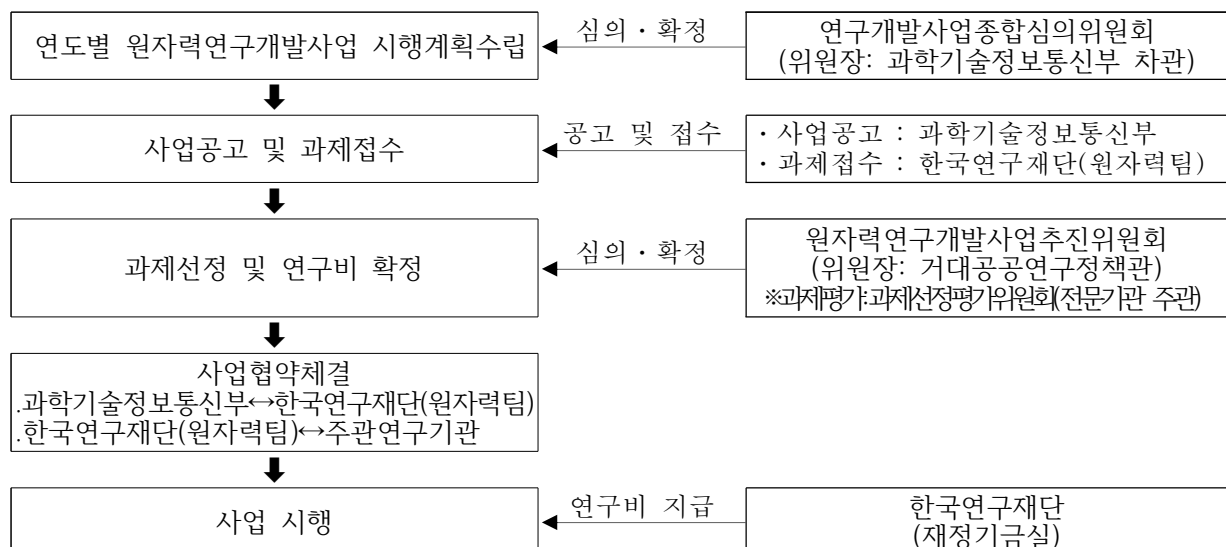 연도별 원자력연구개발사업 시행계획수립
심의・확정
연구개발사업종합심의위원회
(위원장: 과학기술정보통신부 차관)
사업공고 및 과제접수
공고 및 접수
・사업공고 : 과학기술정보통신부
・과제접수 : 한국연구재단(원자력팀)
과제선정 및 연구비 확정
심의・확정
원자력연구개발사업추진위원회
(위원장: 거대공공연구정책관)
※과제평가:과제선정평가위원회(전문기관 주관)
사업협약체결
.과학기술정보통신부↔한국연구재단(원자력팀)
.한국연구재단(원자력팀)↔주관연구기관
사업 시행
연구비 지급
한국연구재단
(재정기금실)